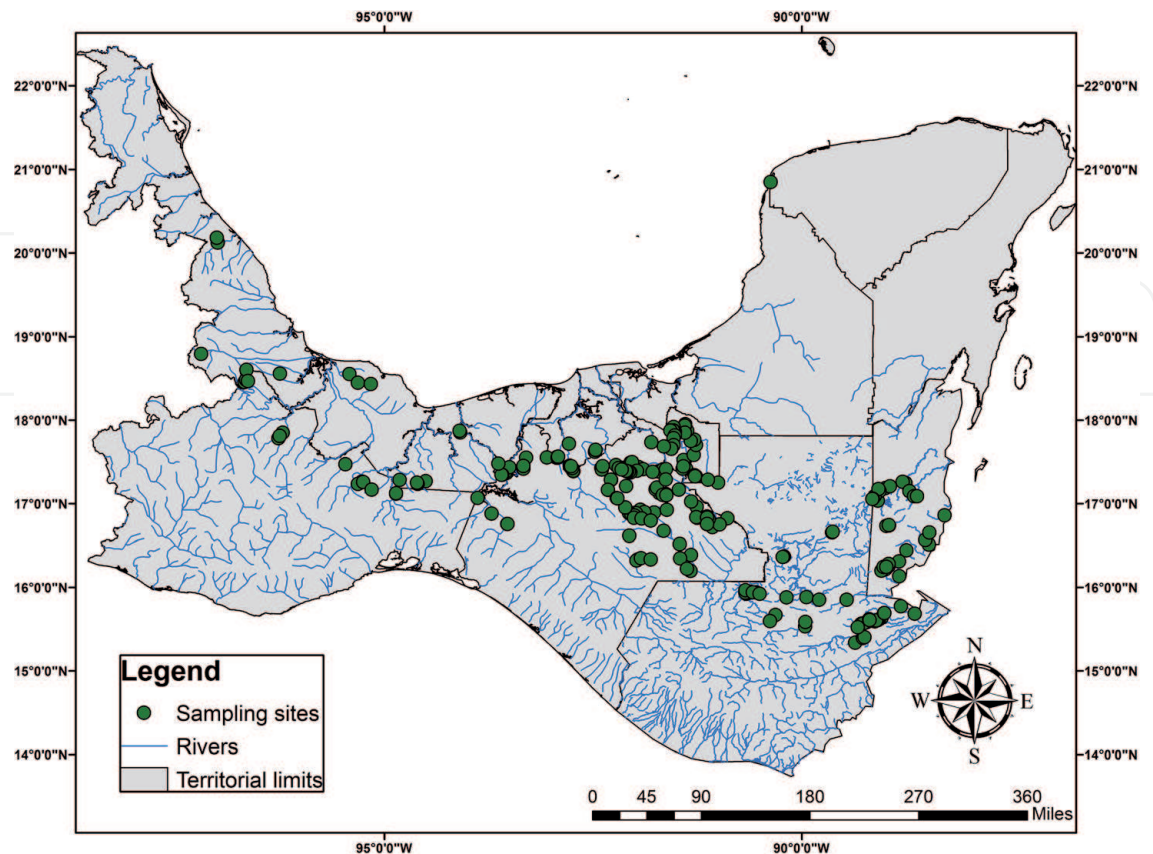 95°0'0"W 90°0'0"W
22°0'0"N 22°0'0"N
21°0'0"N 21°0'0"N
20°0'0"N 20°0'0"N
19°0'0"N 19°0'0"N
18°0'0"N 18°0'0"N
17°0'0"N 17°0'0"N
16°0'0"N 16°0'0"N
15°0'0"N 15°0'0"N
14°0'0"N 14°0'0"N
Legend
Sampling sites
Rivers
Territorial limits
N
W E
S
0 45 90 180 270 360
Miles
95°0'0"W 90°0'0"W